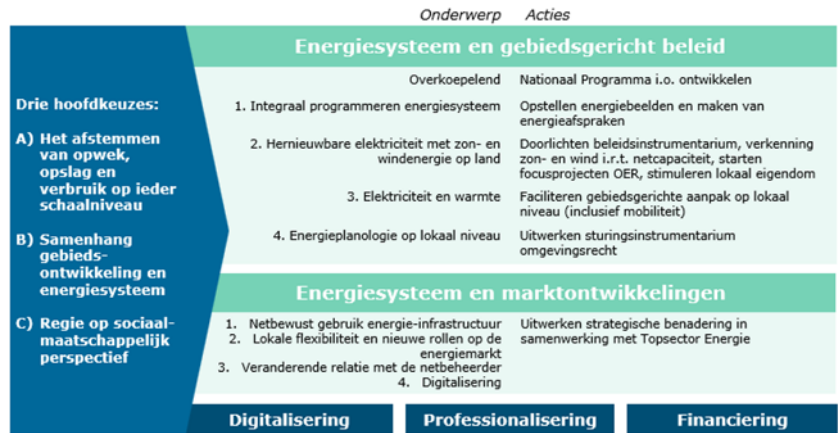 Onderwerp Acties
Energiesysteem en gebiedsgericht beleid
Drie hoofdkeuzes:
A) Het afstemmen
van opwek,
opslag en
verbruik op ieder
schaalniveau
B) Samenhang
gebieds-
ontwikkeling en
energiesysteem
C) Regie op sociaal-
maatschappelijk
perspectief
Overkoepelend
Nationaal Programma i.o. ontwikkelen
1. Integraal programmeren energiesysteem
Opstellen energiebeelden en maken van
energieafspraken
2. Hernieuwbare elektriciteit met zon- en
windenergie op land
Doorlichten beleidsinstrumentarium, verkenning
zon- en wind i.r.t. netcapaciteit, starten
focusprojecten OER, stimuleren lokaal eigendom
3. Elektriciteit en warmte
Faciliteren gebiedsgerichte aanpak op lokaal
niveau (inclusief mobiliteit)
4. Energieplanologie op lokaal niveau
Uitwerken sturingsinstrumentarium
omgevingsrecht
Energiesysteem en marktontwikkelingen
1. Netbewust gebruik energie-infrastructuur
2. Lokale flexibiliteit en nieuwe rollen op de
energiemarkt
3. Veranderende relatie met de netbeheerder
4. Digitalisering
Uitwerken strategische benadering in
samenwerking met Topsector Energie
Digitalisering
Professionalisering
Financiering